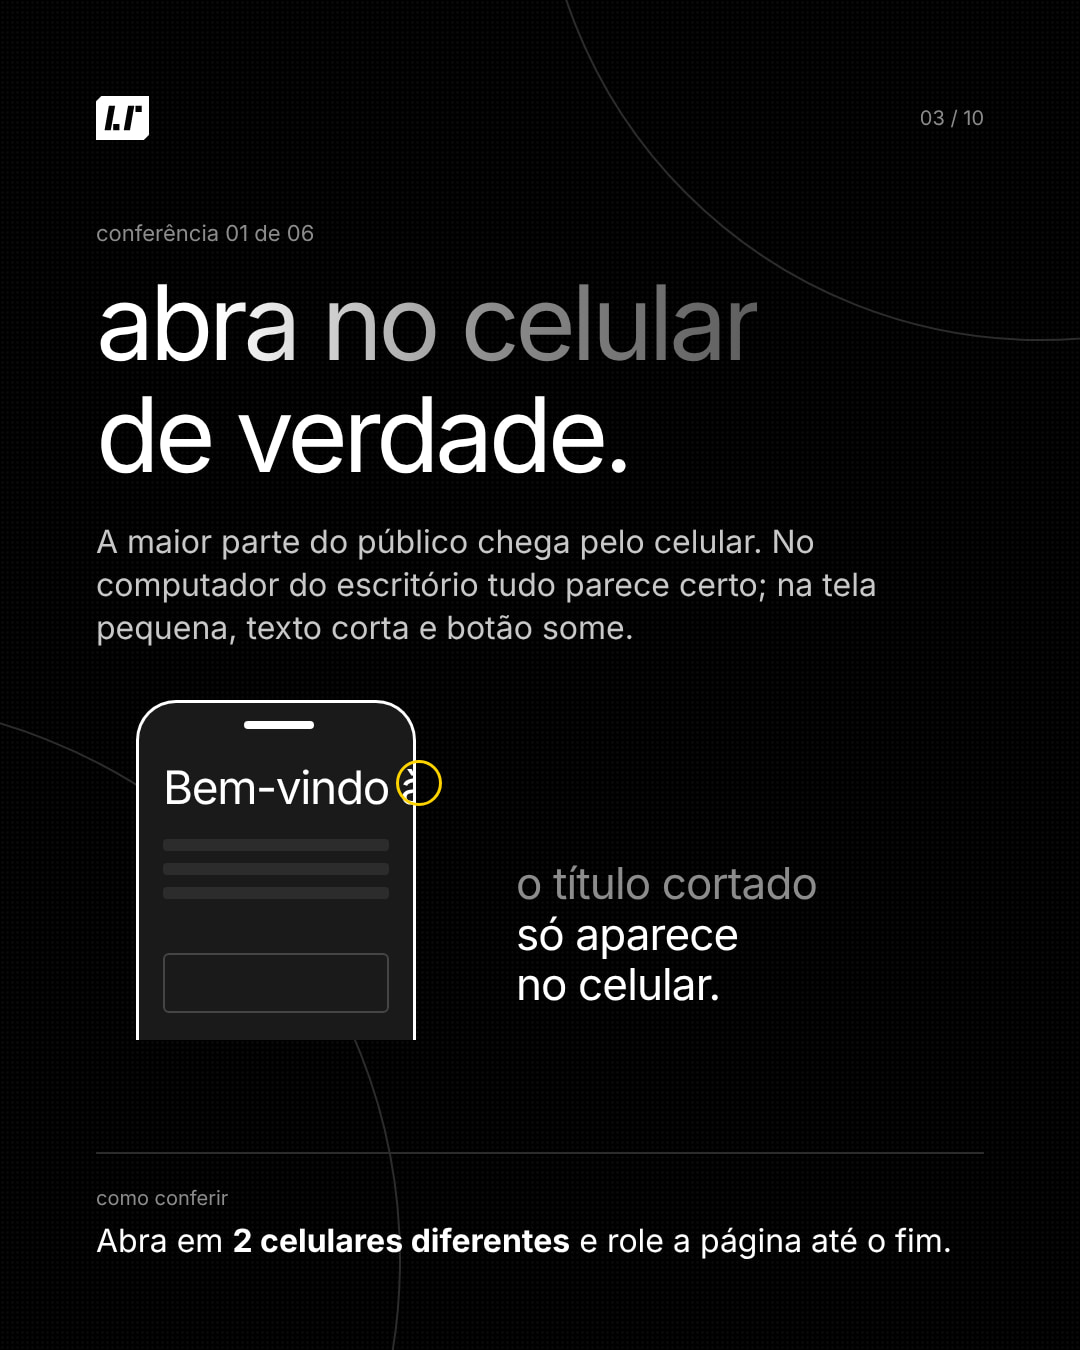 LR
03 / 10
conferência 01 de 06
abra no celular
de verdade.
A maior parte do público chega pelo celular. No
computador do escritório tudo parece certo; na tela
pequena, texto corta e botão some.
Bem-vindo à
o título cortado
só aparece
no celular.
como conferir
Abra em 2 celulares diferentes e role a página até o fim.